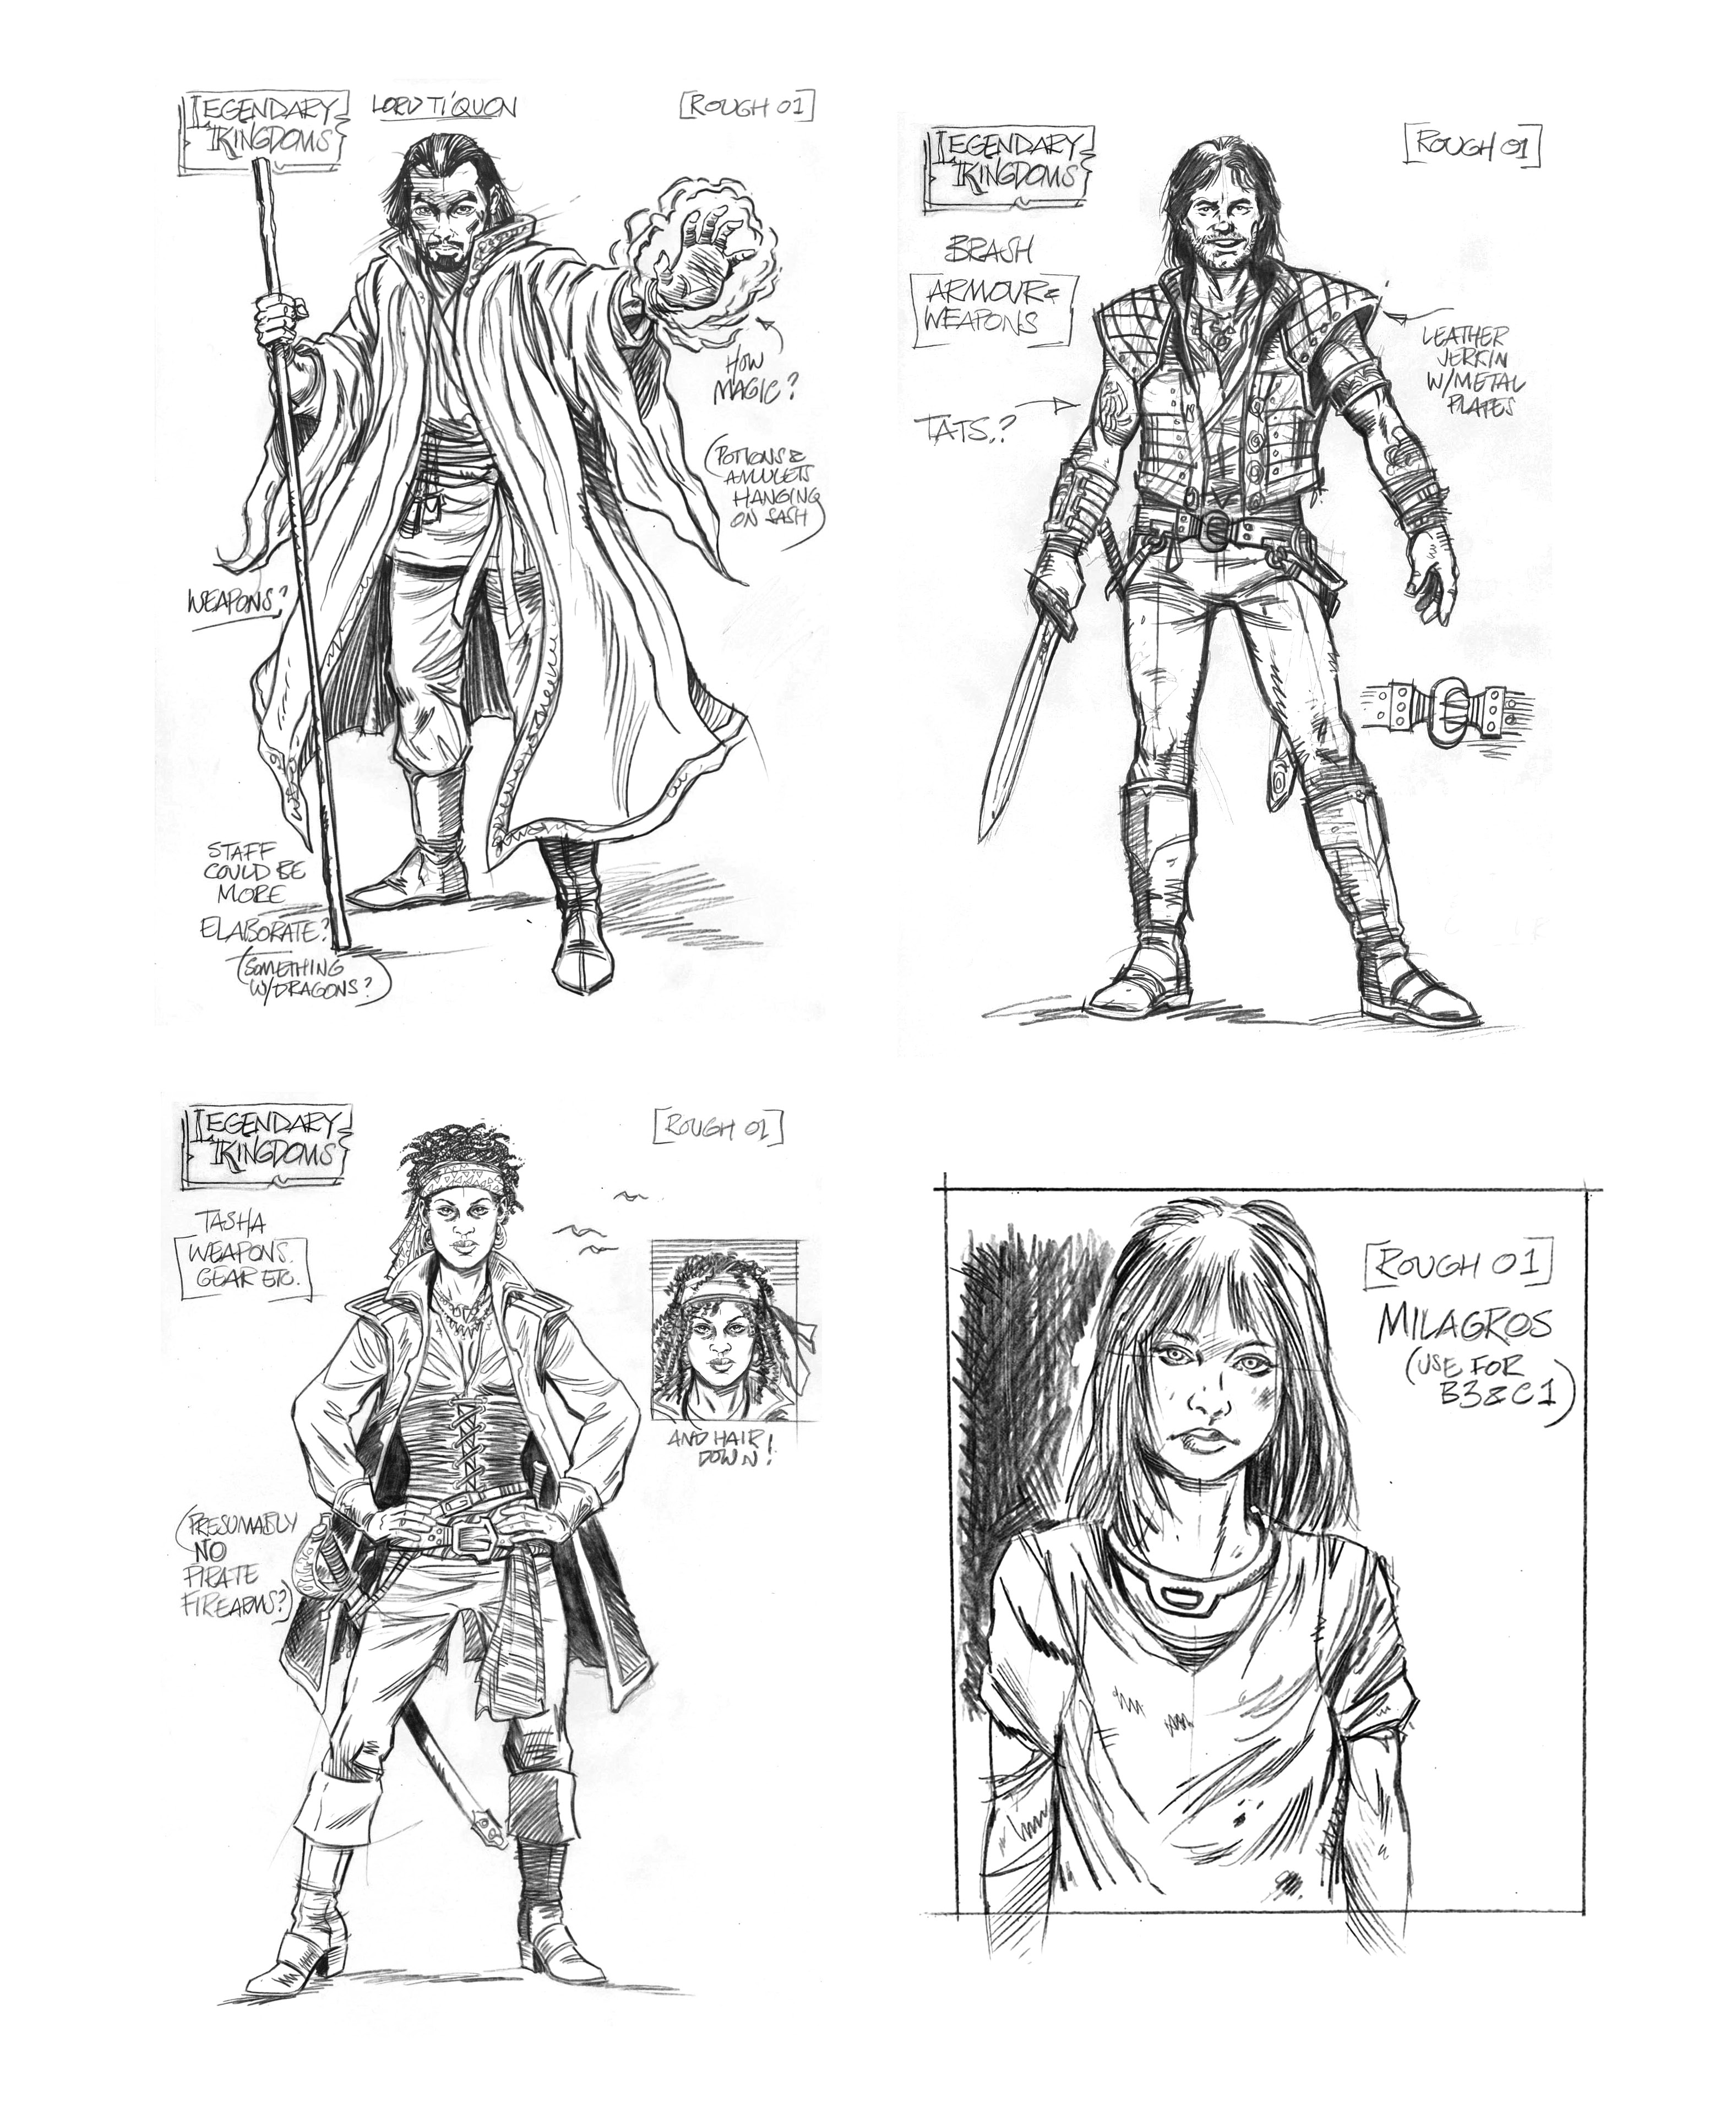 LEGENDARY
KINGDOMS
LORD TI'QUON
[ROUGH 01]
HOW
MAGIC?
(POTIONS &
AMULETS
HANGING
ON SASH)
WEAPONS?
STAFF
COULD BE
MORE
ELABORATE?
(SOMETHING
W/DRAGONS?)
LEGENDARY
KINGDOMS
[ROUGH 01]
BRASH
[ARMOUR &
WEAPONS]
LEATHER
JERKIN
W/METAL
PLATES
TATS..?
LEGENDARY
KINGDOMS
[ROUGH 01]
TASHA
[WEAPONS.
GEAR ETC.]
AND HAIR
DOWN!
(PRESUMABLY
NO
PIRATE
FIREARMS?)
[ROUGH 01]
MILAGROS
(USE FOR
B3 & C1)